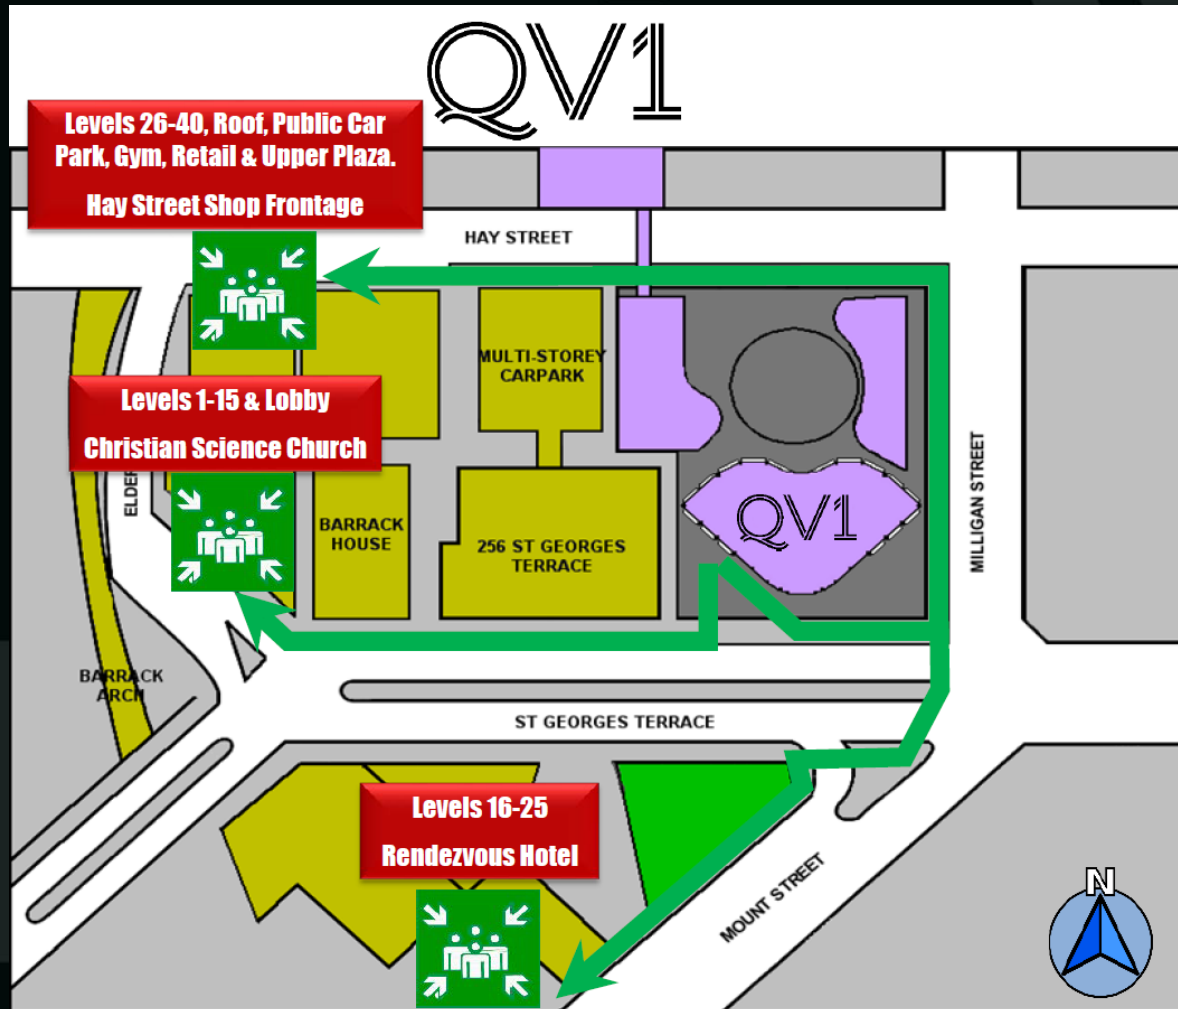 QV1
Levels 26-40, Roof, Public Car
Park, Gym, Retail & Upper Plaza.
Hay Street Shop Frontage
HAY STREET
MULTI-STOREY
CARPARK
Levels 1-15 & Lobby
Christian Science Church
ELDER
MILLIGAN STREET
QV1
BARRACK
HOUSE
256 ST GEORGES
TERRACE
BARRACK
ARCH
ST GEORGES TERRACE
Levels 16-25
Rendezvous Hotel
MOUNT STREET
N